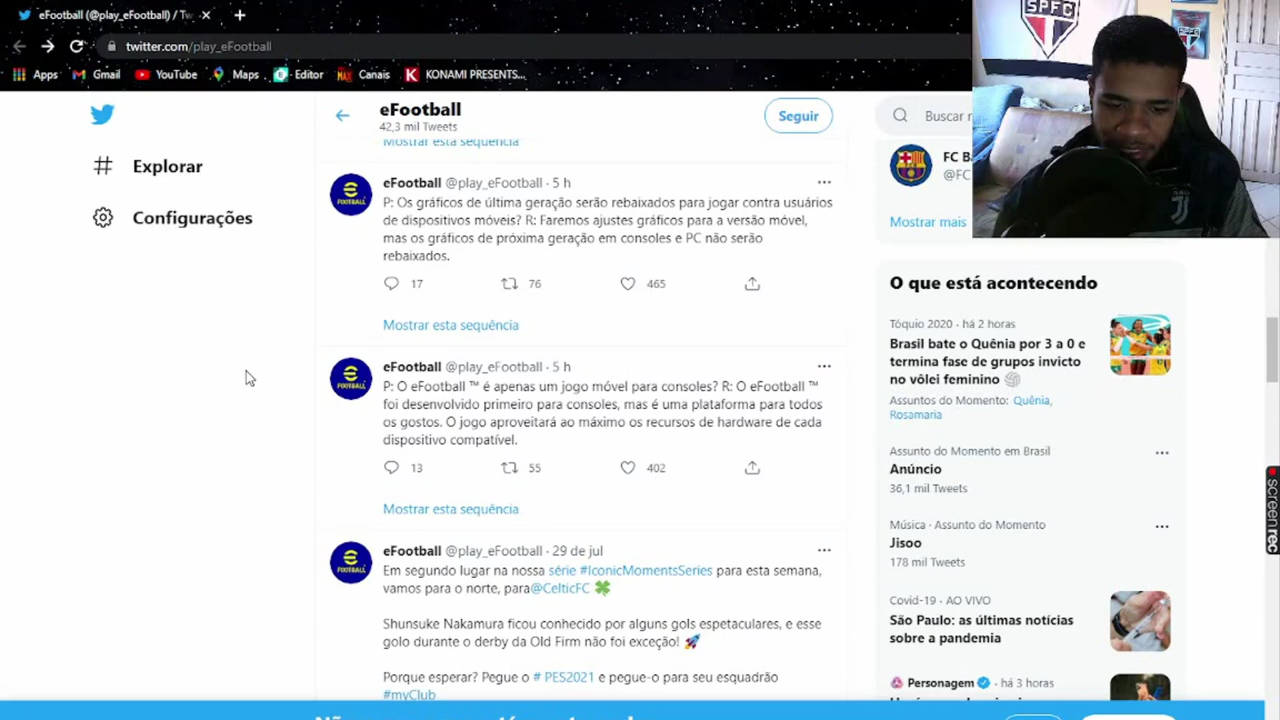 eFootball (@play_eFootball) / Tw
twitter.com/play_eFootball
Apps Gmail YouTube Maps Editor Canais KONAMI PRESENTS...
SPFC
SPFC
eFootball
42,3 mil Tweets
Seguir
Buscar
Explorar
Configurações
Mostrar esta sequência
eFootball @play_eFootball · 5 h
P: Os gráficos de última geração serão rebaixados para jogar contra usuários
de dispositivos móveis? R: Faremos ajustes gráficos para a versão móvel,
mas os gráficos de próxima geração em consoles e PC não serão
rebaixados.
17 76 465
Mostrar esta sequência
eFootball @play_eFootball · 5 h
P: O eFootball ™ é apenas um jogo móvel para consoles? R: O eFootball ™
foi desenvolvido primeiro para consoles, mas é uma plataforma para todos
os gostos. O jogo aproveitará ao máximo os recursos de hardware de cada
dispositivo compatível.
13 55 402
Mostrar esta sequência
eFootball @play_eFootball · 29 de jul
Em segundo lugar na nossa série #IconicMomentsSeries para esta semana,
vamos para o norte, para@CelticFC 🍀
Shunsuke Nakamura ficou conhecido por alguns gols espetaculares, e esse
golo durante o derby da Old Firm não foi exceção! 🚀
Porque esperar? Pegue o # PES2021 e pegue-o para seu esquadrão
#myClub
FC B
@FC
Mostrar mais
O que está acontecendo
Tóquio 2020 · há 2 horas
Brasil bate o Quênia por 3 a 0 e
termina fase de grupos invicto
no vôlei feminino 🏐
Assuntos do Momento: Quênia,
Rosamaria
Assunto do Momento em Brasil
Anúncio
36,1 mil Tweets
Música · Assunto do Momento
Jisoo
178 mil Tweets
Covid-19 · AO VIVO
São Paulo: as últimas notícias
sobre a pandemia
Personagem · há 3 horas
screenrec